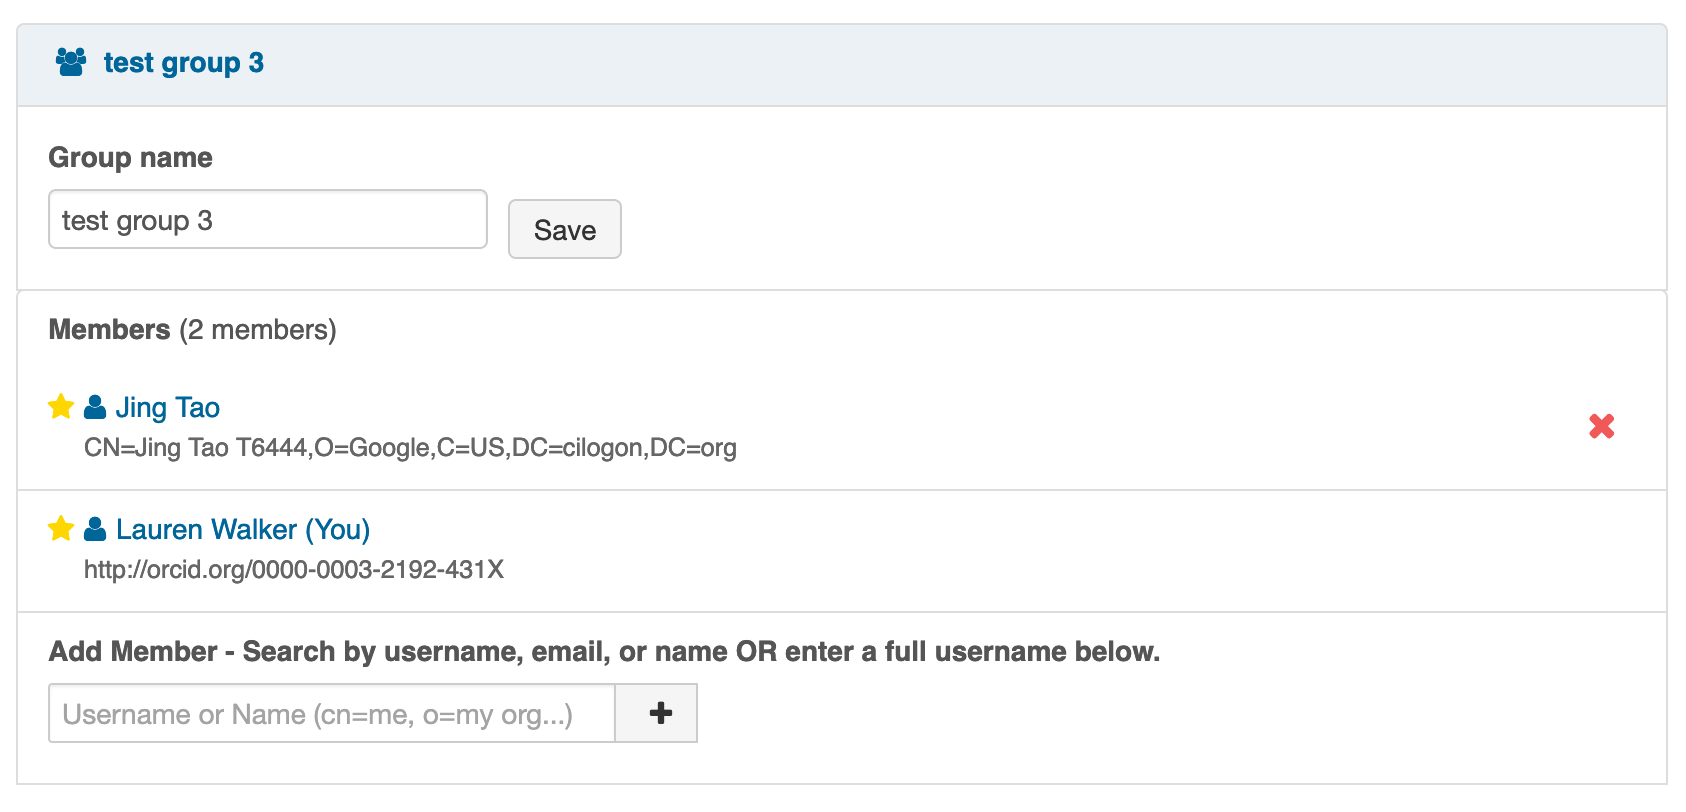 test group 3
Group name
test group 3
Save
Members (2 members)
Jing Tao
CN=Jing Tao T6444,O=Google,C=US,DC=cilogon,DC=org
Lauren Walker (You)
http://orcid.org/0000-0003-2192-431X
Add Member - Search by username, email, or name OR enter a full username below.
Username or Name (cn=me, o=my org...)